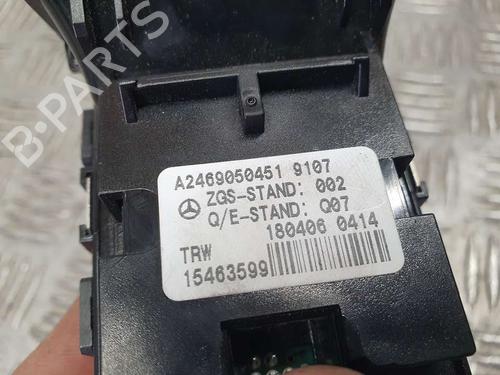 B-PARTS
A2469050451 9107
ZGS-STAND: 002
Q/E-STAND: Q07
180406 0414
TRW
15463599